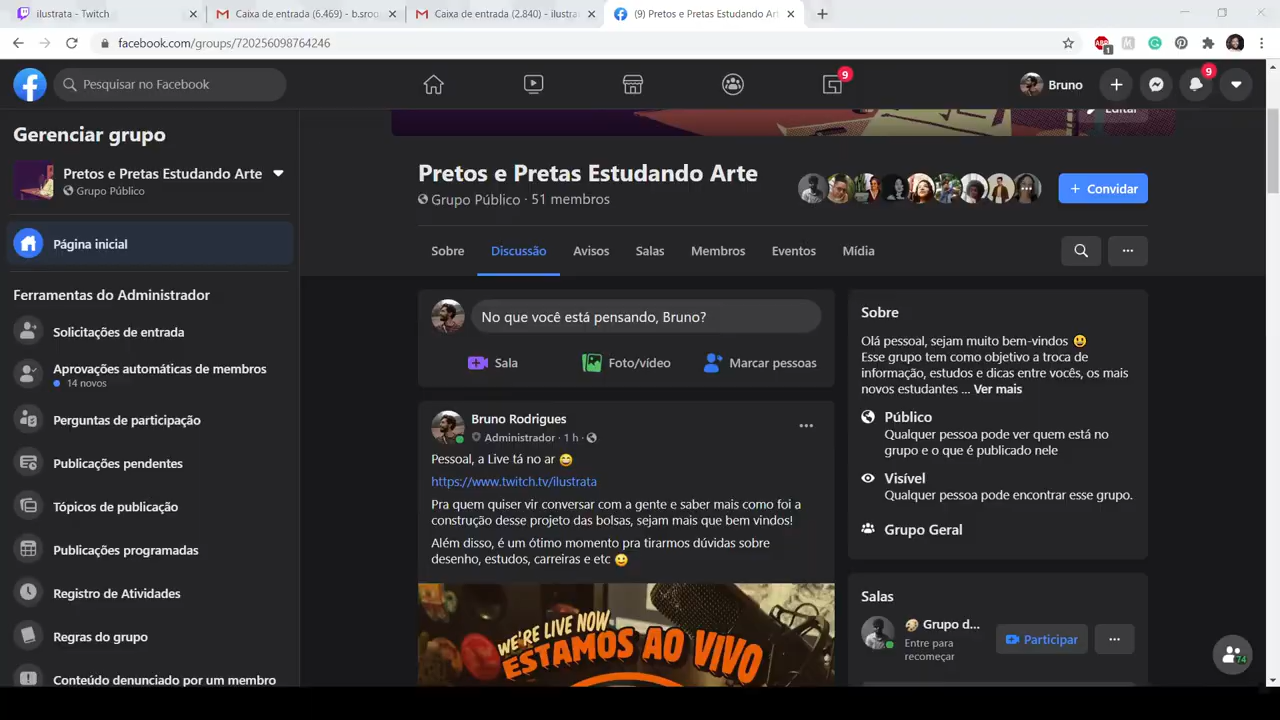 ilustrata - Twitch
Caixa de entrada (6.469) - b.srod
Caixa de entrada (2.840) - ilustra
(9) Pretos e Pretas Estudando Art
facebook.com/groups/720256098764246
ABP
1
Pesquisar no Facebook
9
Bruno
9
Gerenciar grupo
Pretos e Pretas Estudando Arte
Grupo Público
Página inicial
Ferramentas do Administrador
Solicitações de entrada
Aprovações automáticas de membros
14 novos
Perguntas de participação
Publicações pendentes
Tópicos de publicação
Publicações programadas
Registro de Atividades
Regras do grupo
Conteúdo denunciado por um membro
Editar
Pretos e Pretas Estudando Arte
Grupo Público · 51 membros
+ Convidar
Sobre
Discussão
Avisos
Salas
Membros
Eventos
Mídia
No que você está pensando, Bruno?
Sala
Foto/vídeo
Marcar pessoas
Bruno Rodrigues
Administrador · 1 h ·
Pessoal, a Live tá no ar 😄
https://www.twitch.tv/ilustrata
Pra quem quiser vir conversar com a gente e saber mais como foi a
construção desse projeto das bolsas, sejam mais que bem vindos!
Além disso, é um ótimo momento pra tirarmos dúvidas sobre
desenho, estudos, carreiras e etc 🙂
WE'RE LIVE NOW
ESTAMOS AO VIVO
Sobre
Olá pessoal, sejam muito bem-vindos 😃
Esse grupo tem como objetivo a troca de
informação, estudos e dicas entre vocês, os mais
novos estudantes ... Ver mais
Público
Qualquer pessoa pode ver quem está no
grupo e o que é publicado nele
Visível
Qualquer pessoa pode encontrar esse grupo.
Grupo Geral
Salas
Grupo d...
Entre para
recomeçar
Participar
74